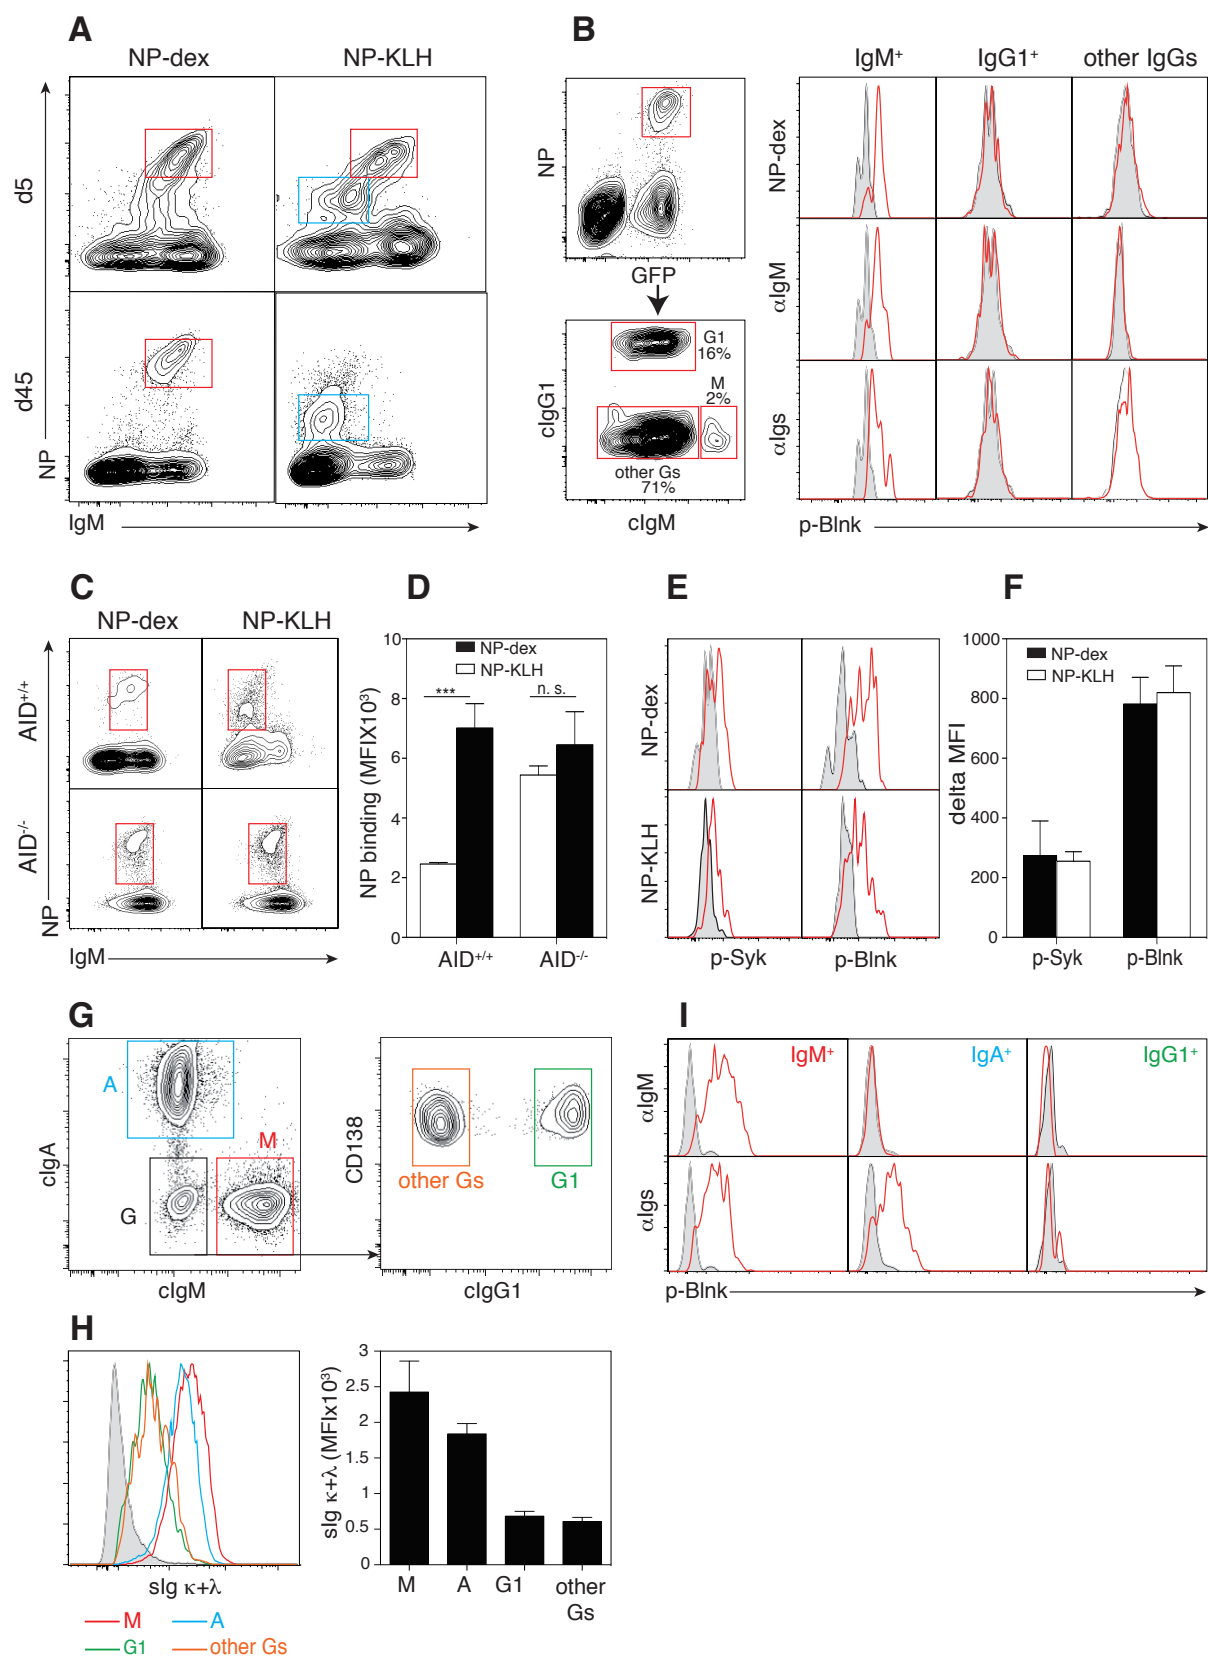 A
NP-dex
NP-KLH
d5
d45
NP
IgM
B
NP
GFP
cIgG1
G1
16%
M
2%
other Gs
71%
cIgM
IgM⁺
IgG1⁺
other IgGs
NP-dex
αIgM
αIgs
p-Blnk
C
NP-dex
NP-KLH
AID⁺/⁺
AID⁻/⁻
NP
IgM
D
NP binding (MFIX10³)
10
8
6
4
2
0
NP-dex
NP-KLH
***
n. s.
AID⁺/⁺
AID⁻/⁻
E
NP-dex
NP-KLH
p-Syk
p-Blnk
F
delta MFI
1000
800
600
400
200
0
NP-dex
NP-KLH
p-Syk
p-Blnk
G
cIgA
A
M
G
cIgM
CD138
other Gs
G1
cIgG1
I
IgM⁺
IgA⁺
IgG1⁺
αIgM
αIgs
p-Blnk
H
sIg κ+λ
M
A
G1
other Gs
sIg κ+λ (MFIx10³)
3
2.5
2
1.5
1
0.5
0
M
A
G1
other
Gs